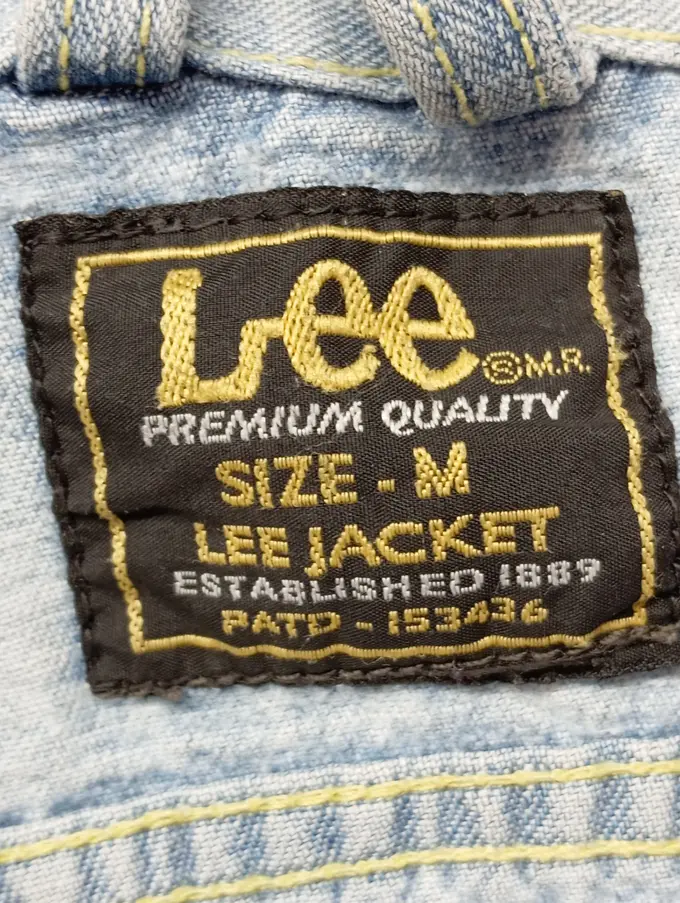 Lee Ⓢ M.R.
PREMIUM QUALITY
SIZE - M
LEE JACKET
ESTABLISHED 1889
PATD - 153436